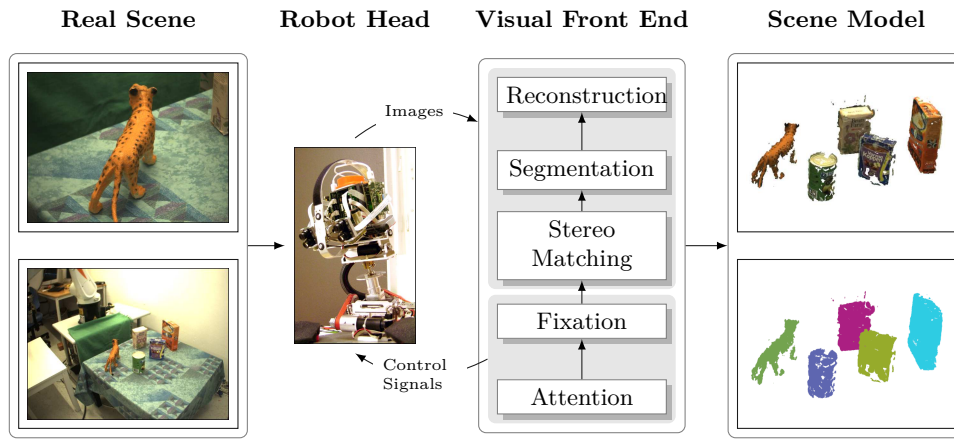 Real Scene
Robot Head
Visual Front End
Scene Model
Images
Reconstruction
Segmentation
Stereo
Matching
Fixation
Attention
Control
Signals